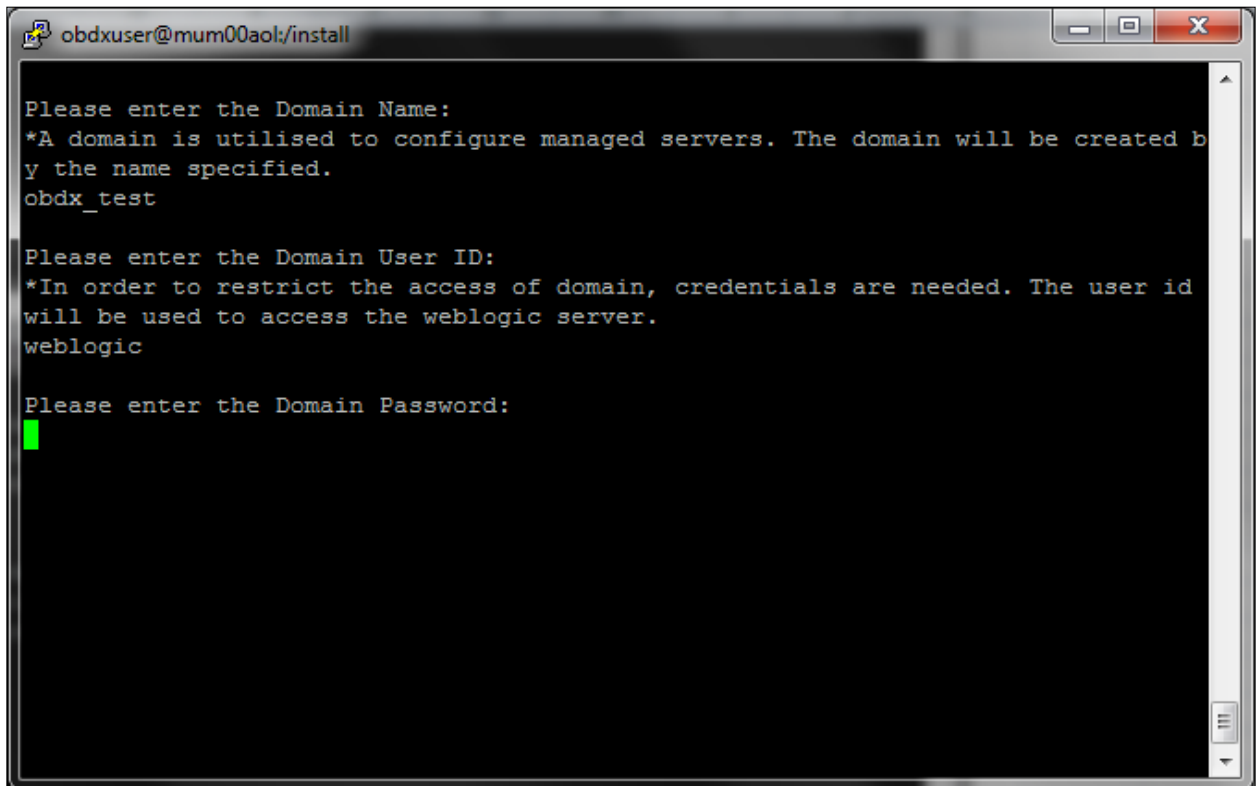 obdxuser@mum00aol:/install
Please enter the Domain Name:
*A domain is utilised to configure managed servers. The domain will be created b
y the name specified.
obdx_test
Please enter the Domain User ID:
*In order to restrict the access of domain, credentials are needed. The user id
will be used to access the weblogic server.
weblogic
Please enter the Domain Password: